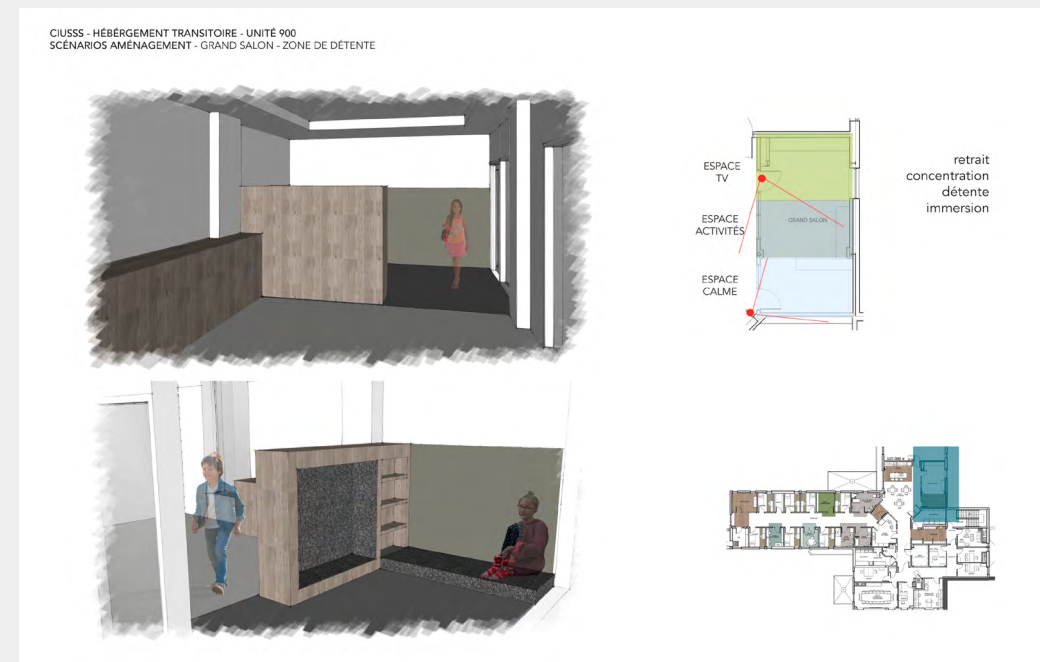 CIUSSS - HÉBÉRGEMENT TRANSITOIRE - UNITÉ 900
SCÉNARIOS AMÉNAGEMENT - GRAND SALON - ZONE DE DÉTENTE
ESPACE
TV
ESPACE
ACTIVITÉS
GRAND SALON
ESPACE
CALME
retrait
concentration
détente
immersion